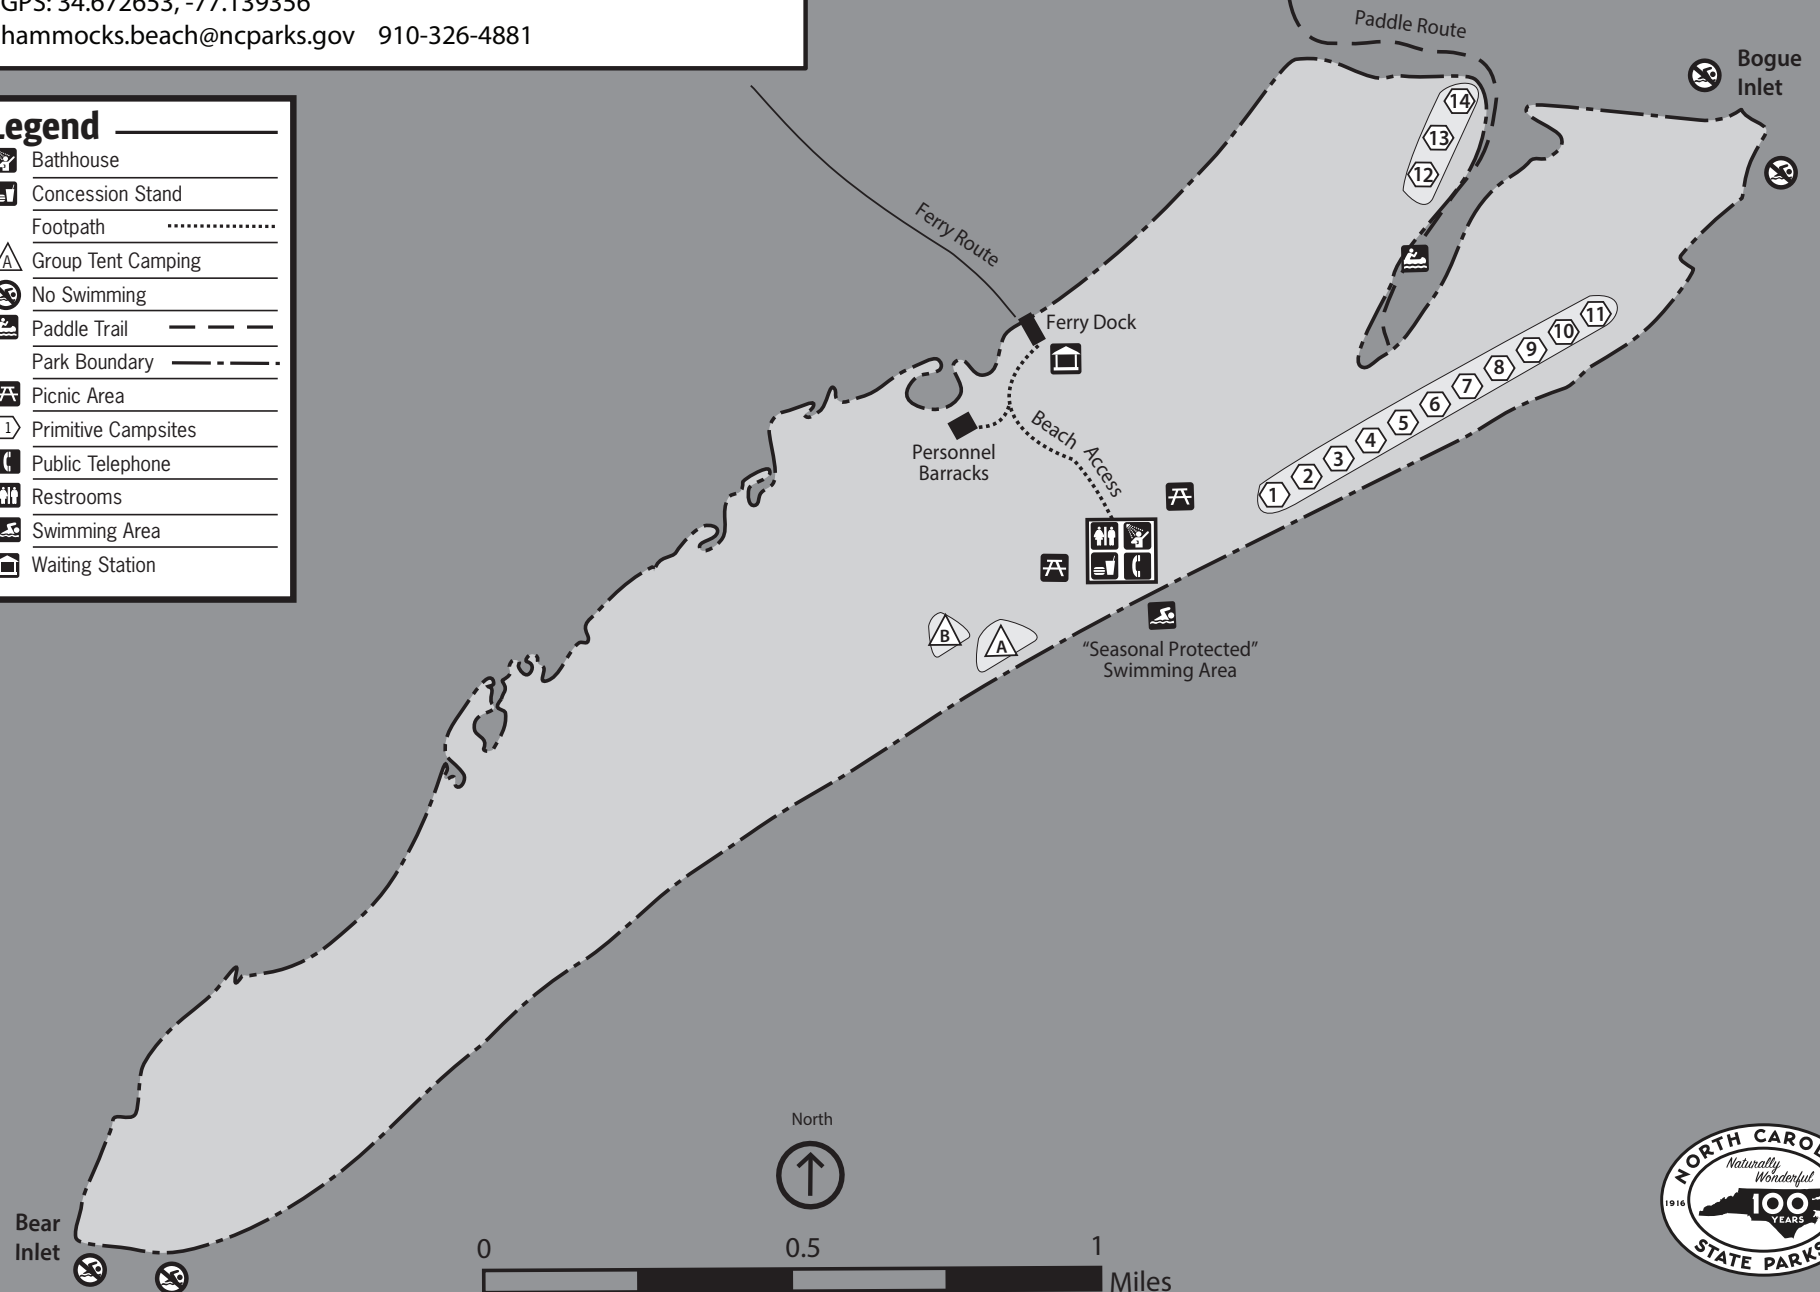 GPS: 34.672653, -77.139356
hammocks.beach@ncparks.gov 910-326-4881
Legend
Bathhouse
Concession Stand
Footpath
A Group Tent Camping
No Swimming
Paddle Trail
Park Boundary
Picnic Area
1 Primitive Campsites
Public Telephone
Restrooms
Swimming Area
Waiting Station
Paddle Route
Bogue
Inlet
14
13
12
Ferry Route
Ferry Dock
11
10
9
8
7
6
5
4
3
2
1
Beach Access
Personnel
Barracks
B
A
"Seasonal Protected"
Swimming Area
North
Bear
Inlet
0 0.5 1
Miles
NORTH CAROL
Naturally
Wonderful
1916
100
YEARS
STATE PARKS